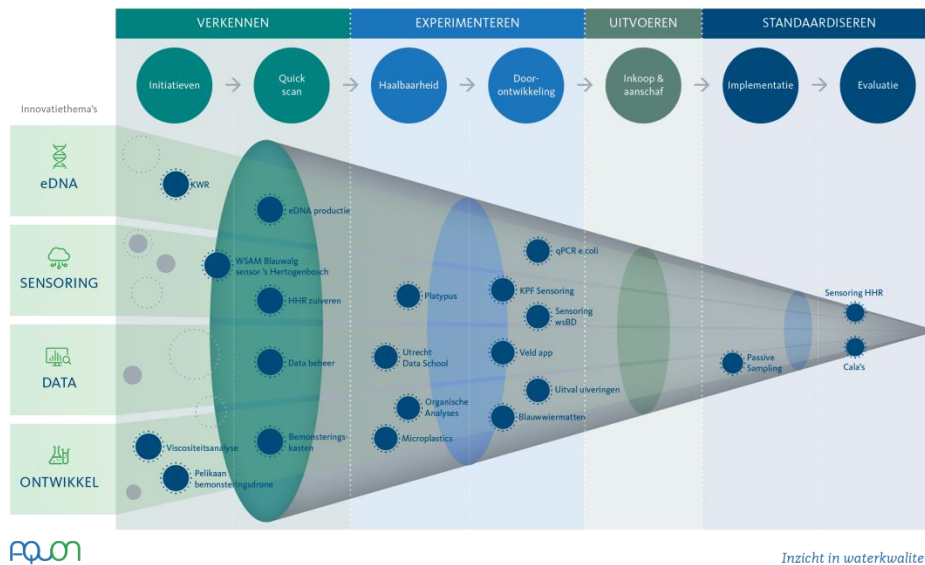 VERKENNEN
EXPERIMENTEREN
UITVOEREN
STANDAARDISEREN
Initiatieven
Quick
scan
Haalbaarheid
Door-
ontwikkeling
Inkoop &
aanschaf
Implementatie
Evaluatie
Innovatiethema's
eDNA
KWR
eDNA productie
qPCR e.coli
SENSORING
WSAM Blauwalg
sensor 's Hertogenbosch
HHR zuiveren
Platypus
KPF Sensoring
Sensoring
wsBD
Sensoring HHR
DATA
Data beheer
Utrecht
Data School
Veld app
Passive
Sampling
Cala's
Organische
Analyses
Uitval uiveringen
Blauwwiermatten
ONTWIKKEL
Viscositeitsanalyse
Bemonsterings-
kasten
Microplastics
Pelikaan
bemonsteringsdrone
AQUON
Inzicht in waterkwalite